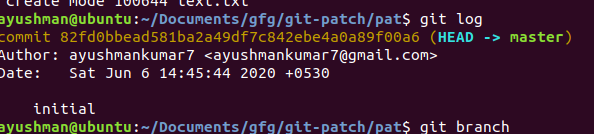 create mode 100644 text.txt
ayushman@ubuntu:~/Documents/gfg/git-patch/pat$ git log
commit 82fd0bbead581ba2a49df7c842ebe4a0a89f00a6 (HEAD -> master)
Author: ayushmankumar7 <ayushmankumar7@gmail.com>
Date:   Sat Jun 6 14:45:44 2020 +0530
initial
ayushman@ubuntu:~/Documents/gfg/git-patch/pat$ git branch